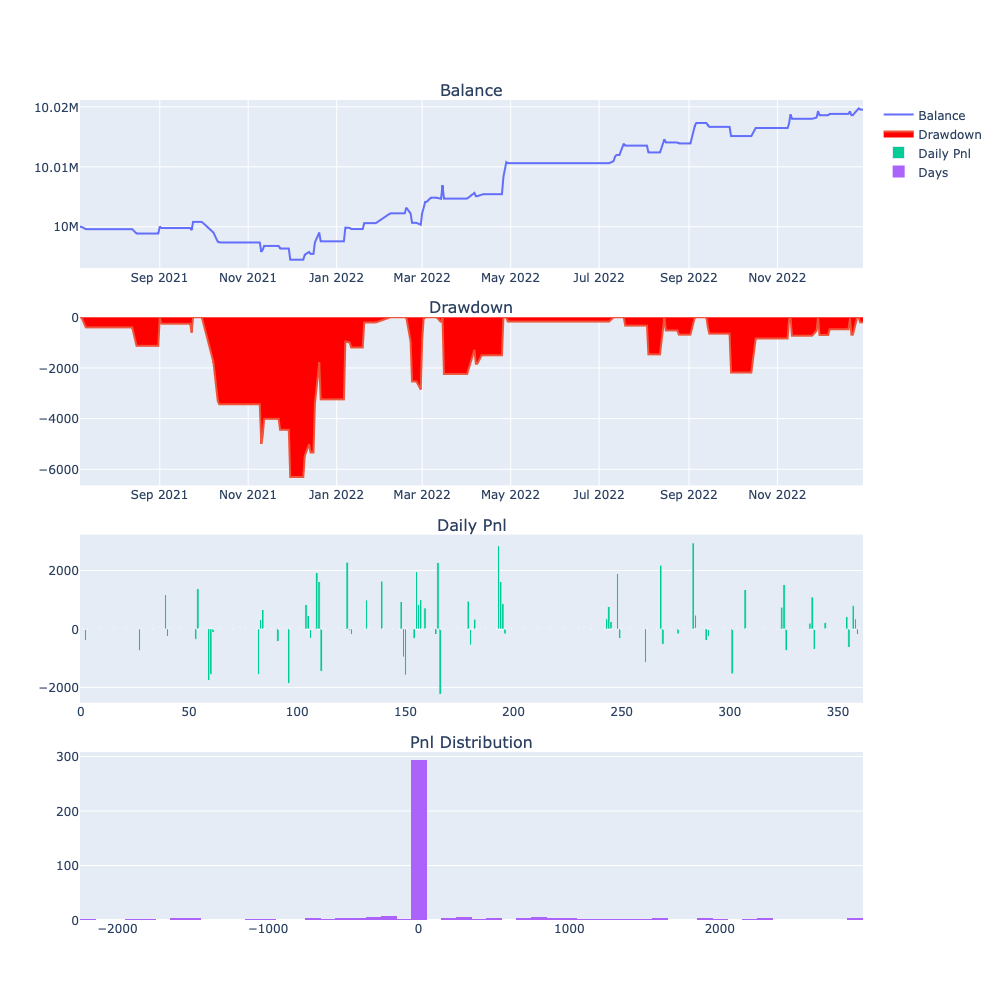 Balance
10.02M
10.01M
10M
Sep 2021 Nov 2021 Jan 2022 Mar 2022 May 2022 Jul 2022 Sep 2022 Nov 2022
Balance
Drawdown
Daily Pnl
Days
Drawdown
0
−2000
−4000
−6000
Sep 2021 Nov 2021 Jan 2022 Mar 2022 May 2022 Jul 2022 Sep 2022 Nov 2022
Daily Pnl
2000
0
−2000
0 50 100 150 200 250 300 350
Pnl Distribution
300
200
100
0
−2000 −1000 0 1000 2000